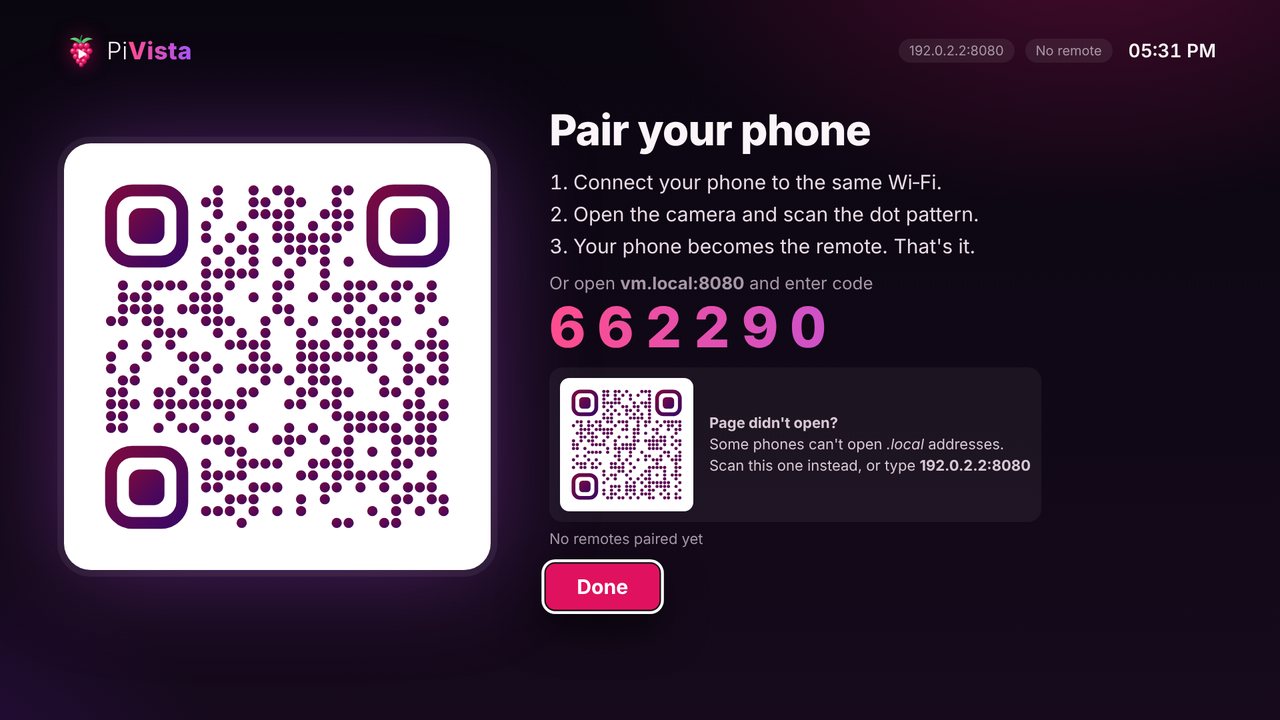 PiVista
192.0.2.2:8080
No remote
05:31 PM
Pair your phone
1. Connect your phone to the same Wi-Fi.
2. Open the camera and scan the dot pattern.
3. Your phone becomes the remote. That's it.
Or open vm.local:8080 and enter code
662290
Page didn't open?
Some phones can't open .local addresses.
Scan this one instead, or type 192.0.2.2:8080
No remotes paired yet
Done